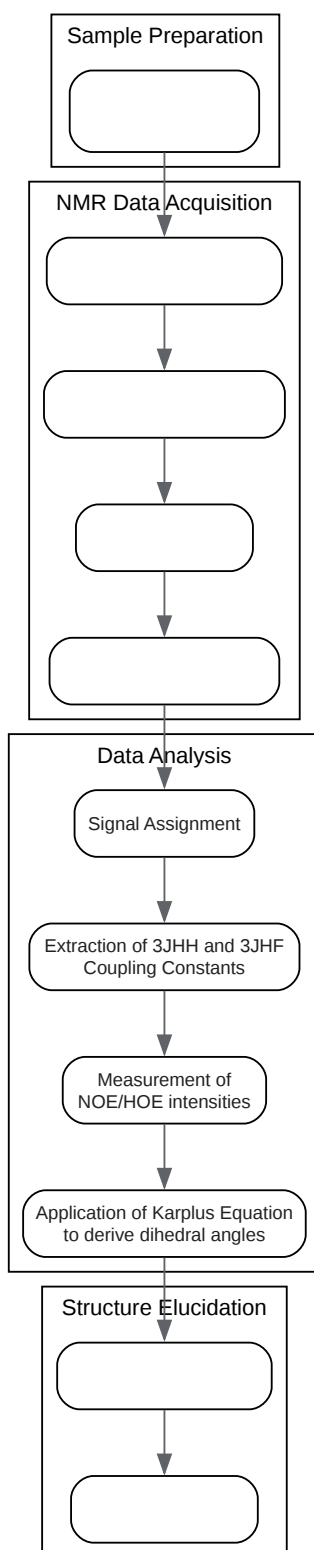 Sample Preparation
NMR Data Acquisition
Data Analysis
Signal Assignment
Extraction of 3JHH and 3JHF
Coupling Constants
Measurement of
NOE/HOE intensities
Application of Karplus Equation
to derive dihedral angles
Structure Elucidation